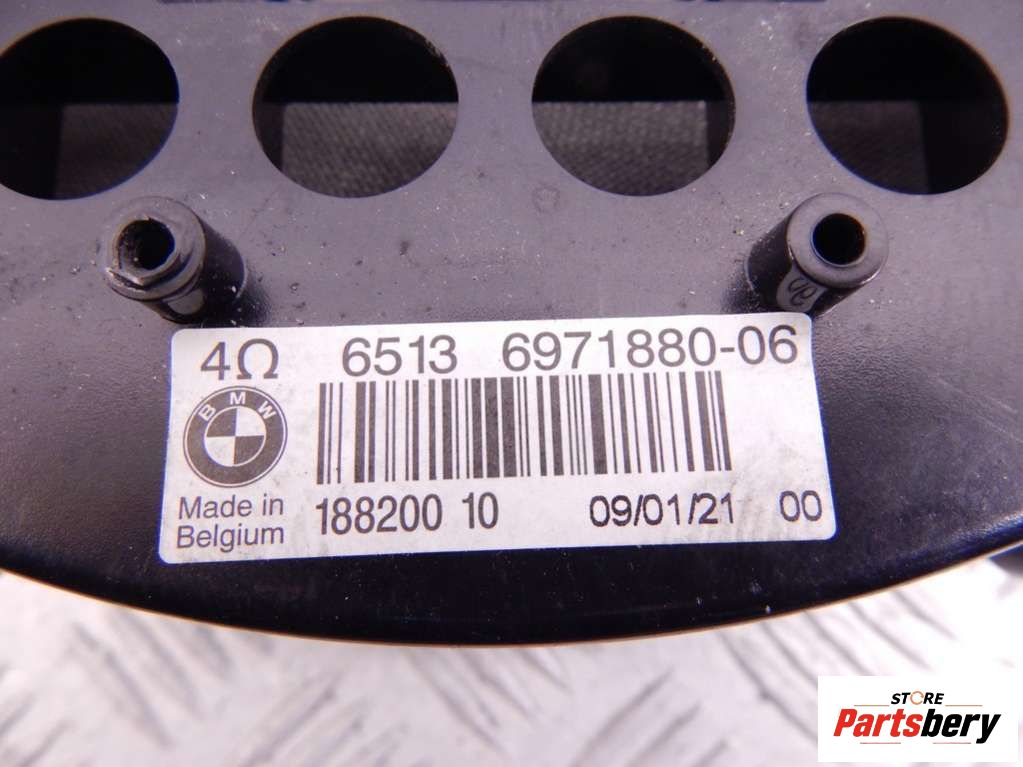 4Ω 6513 6971880-06
BMW
Made in
Belgium
188200 10 09/01/21 00
STORE
Partsbery